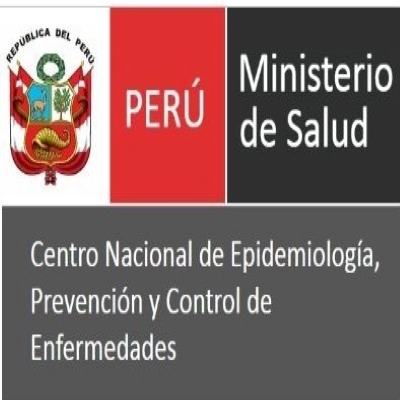 REPÚBLICA DEL PERÚ
PERÚ
Ministerio
de Salud
Centro Nacional de Epidemiología,
Prevención y Control de
Enfermedades